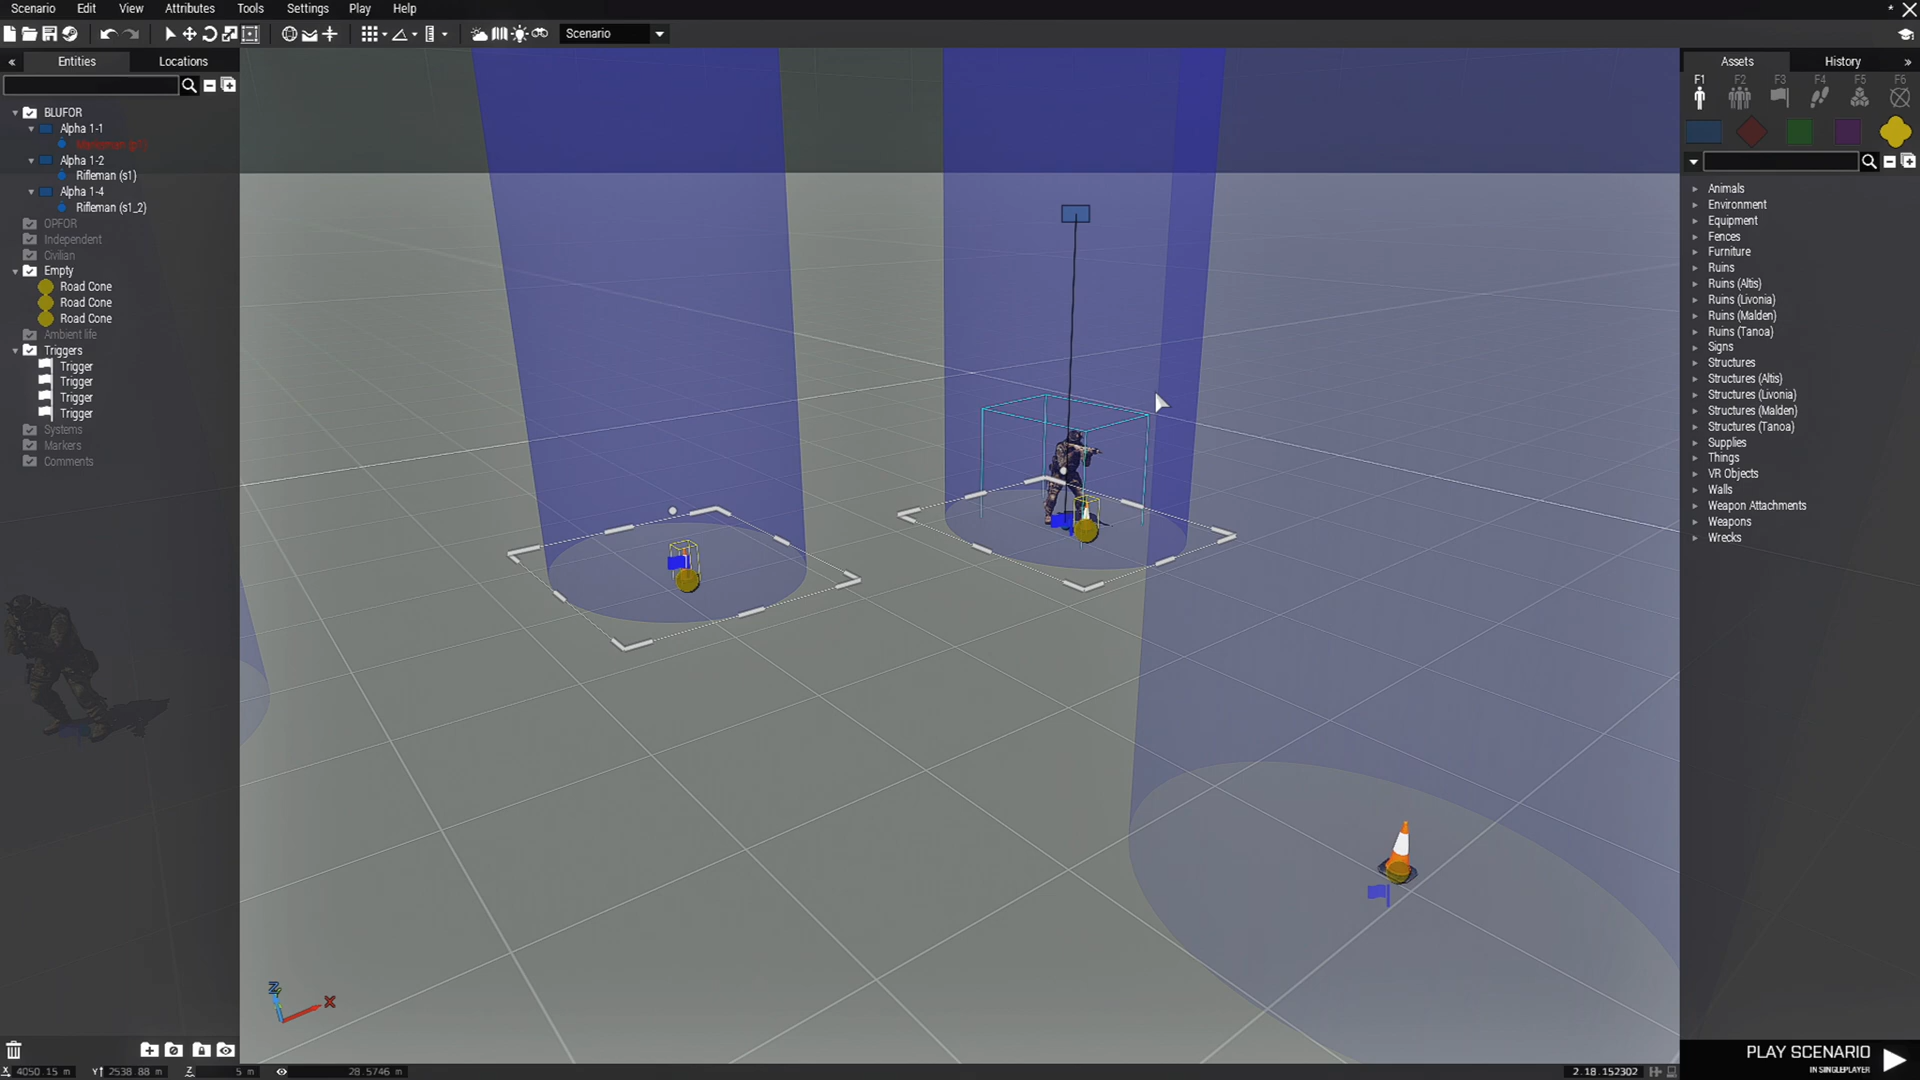 Scenario Edit View Attributes Tools Settings Play Help
Scenario
Entities Locations
Assets History
F1 F2 F3 F4 F5 F6
BLUFOR
Alpha 1-1
Marksman (p1)
Alpha 1-2
Rifleman (s1)
Alpha 1-4
Rifleman (s1_2)
OPFOR
Independent
Civilian
Empty
Road Cone
Road Cone
Road Cone
Ambient life
Triggers
Trigger
Trigger
Trigger
Trigger
Systems
Markers
Comments
Animals
Environment
Equipment
Fences
Furniture
Ruins
Ruins (Altis)
Ruins (Livonia)
Ruins (Malden)
Ruins (Tanoa)
Signs
Structures
Structures (Altis)
Structures (Livonia)
Structures (Malden)
Structures (Tanoa)
Supplies
Things
VR Objects
Walls
Weapon Attachments
Weapons
Wrecks
Z
X
PLAY SCENARIO
IN SINGLEPLAYER
X 4050.15 m Y 2538.88 m Z 5 m 28.5746 m 2.18.152302